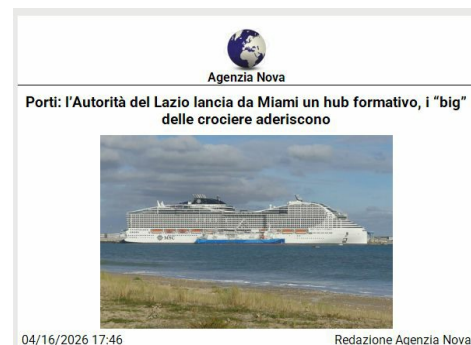 Agenzia Nova
Porti: l'Autorità del Lazio lancia da Miami un hub formativo, i “big”
delle crociere aderiscono
MSC
04/16/2026 17:46
Redazione Agenzia Nova